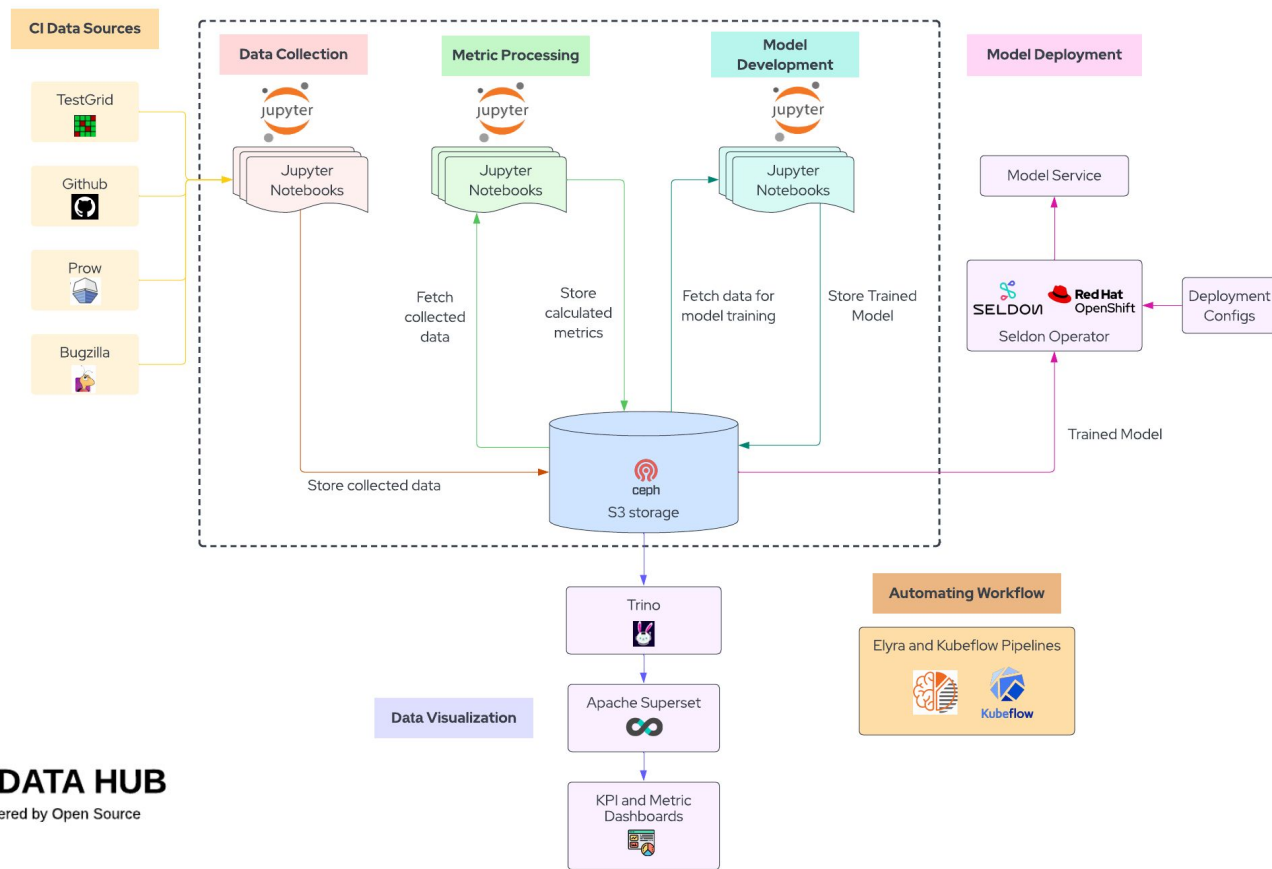 CI Data Sources
TestGrid
Github
Prow
Bugzilla
Data Collection
jupyter
Jupyter
Notebooks
Metric Processing
jupyter
Jupyter
Notebooks
Model
Development
jupyter
Jupyter
Notebooks
Fetch
collected
data
Store
calculated
metrics
Fetch data for
model training
Store Trained
Model
Store collected data
ceph
S3 storage
Model Deployment
Model Service
SELDON
Red Hat
OpenShift
Seldon Operator
Deployment
Configs
Trained Model
Trino
Data Visualization
Apache Superset
KPI and Metric
Dashboards
Automating Workflow
Elyra and Kubeflow Pipelines
Kubeflow
DATA HUB
ered by Open Source